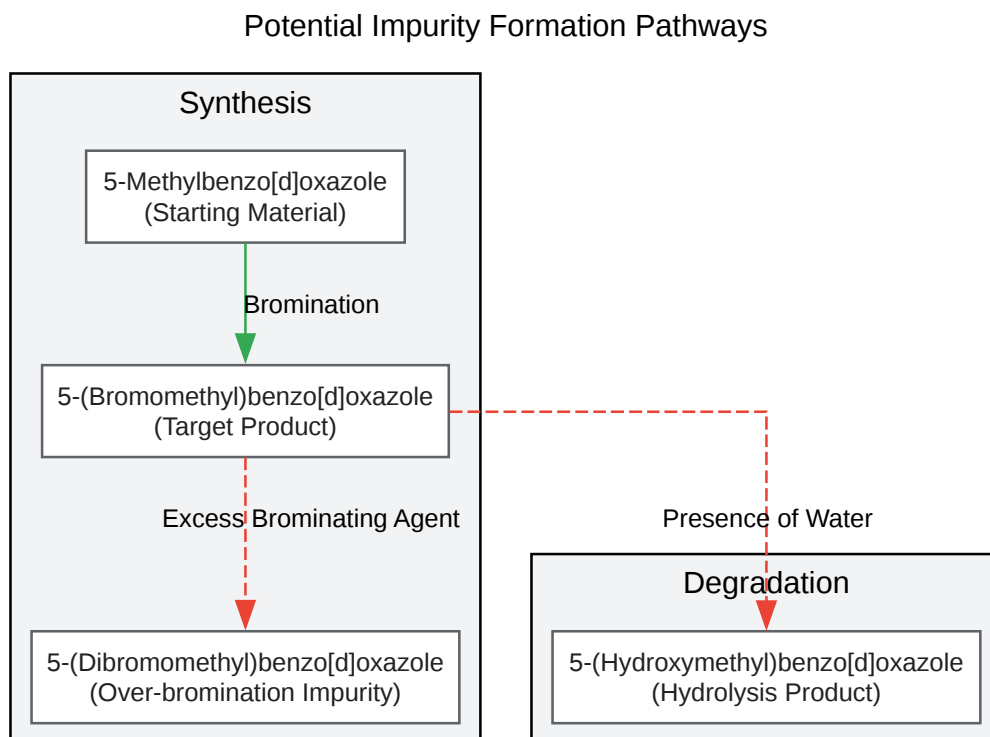 Potential Impurity Formation Pathways
Synthesis
5-Methylbenzo[d]oxazole
(Starting Material)
Bromination
5-(Bromomethyl)benzo[d]oxazole
(Target Product)
Excess Brominating Agent
Presence of Water
Degradation
5-(Dibromomethyl)benzo[d]oxazole
(Over-bromination Impurity)
5-(Hydroxymethyl)benzo[d]oxazole
(Hydrolysis Product)